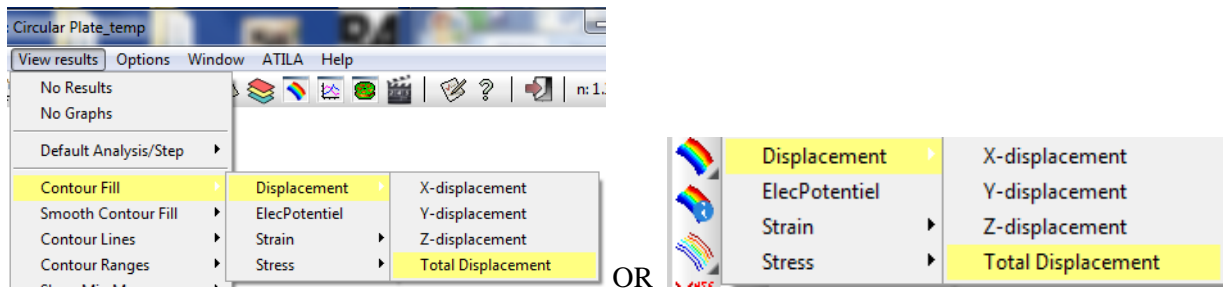 Circular Plate_temp
View results Options Window ATILA Help
n: 1.
No Results
No Graphs
Default Analysis/Step
Contour Fill
Smooth Contour Fill
Contour Lines
Contour Ranges
Displacement
ElecPotentiel
Strain
Stress
X-displacement
Y-displacement
Z-displacement
Total Displacement
OR
Displacement
ElecPotentiel
Strain
Stress
X-displacement
Y-displacement
Z-displacement
Total Displacement